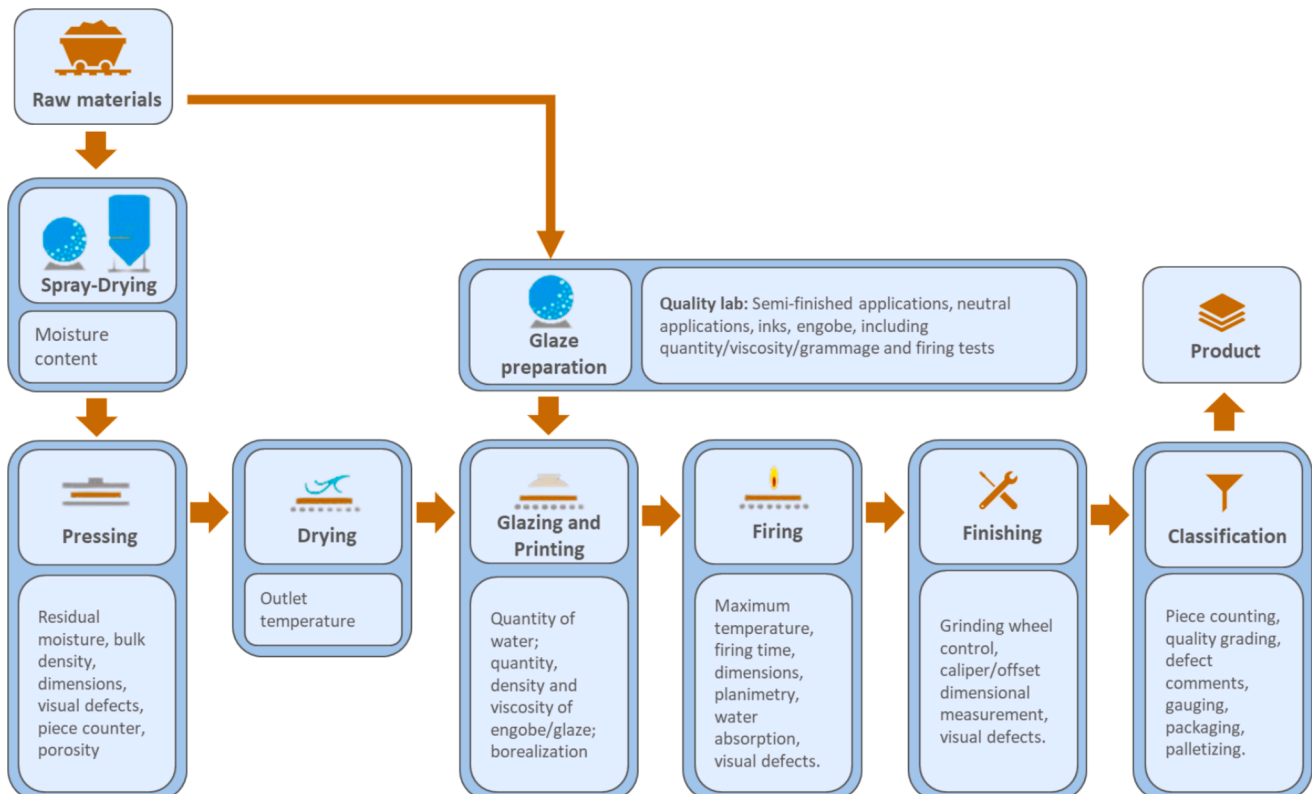 Raw materials
Spray-Drying
Moisture
content
Glaze
preparation
Quality lab: Semi-finished applications, neutral
applications, inks, engobe, including
quantity/viscosity/grammage and firing tests
Product
Pressing
Residual
moisture, bulk
density,
dimensions,
visual defects,
piece counter,
porosity
Drying
Outlet
temperature
Glazing and
Printing
Quantity of
water;
quantity,
density and
viscosity of
engobe/glaze;
borealization
Firing
Maximum
temperature,
firing time,
dimensions,
planimetry,
water
absorption,
visual defects.
Finishing
Grinding wheel
control,
caliper/offset
dimensional
measurement,
visual defects.
Classification
Piece counting,
quality grading,
defect
comments,
gauging,
packaging,
palletizing.